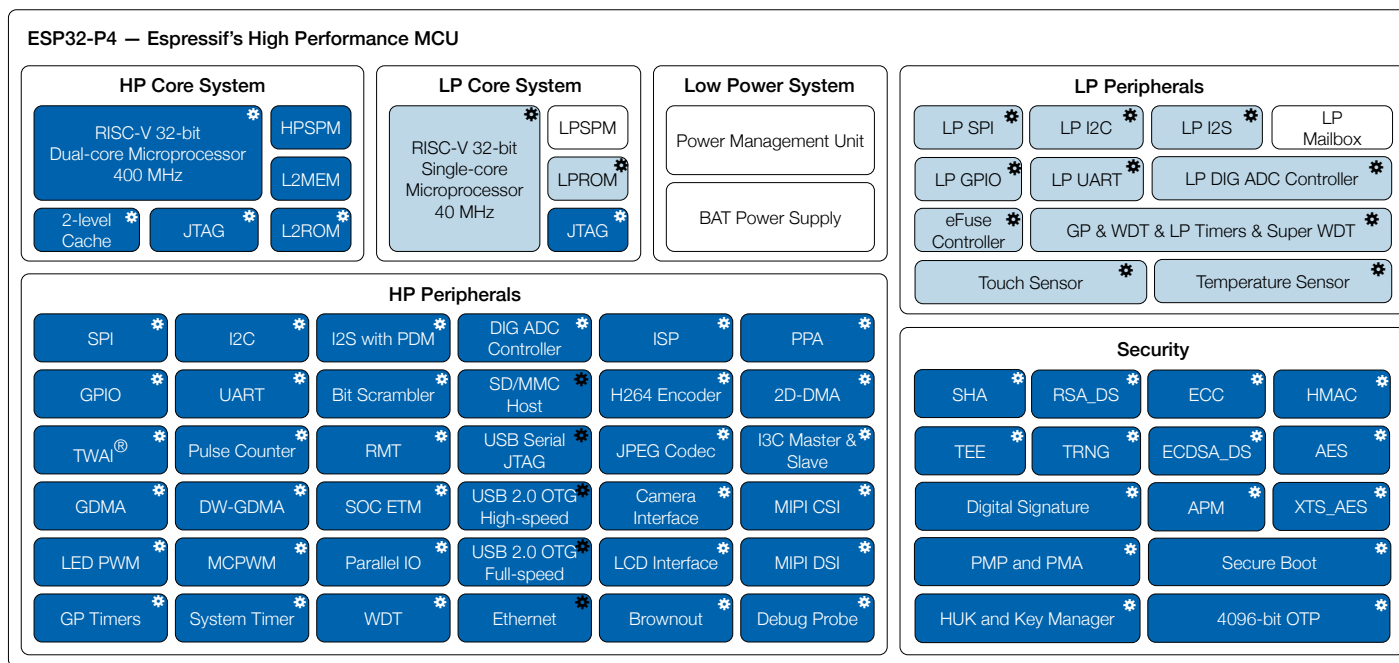 ESP32-P4 — Espressif's High Performance MCU
HP Core System
RISC-V 32-bit
Dual-core Microprocessor
400 MHz
HPSPM
L2MEM
2-level
Cache
JTAG
L2ROM
LP Core System
RISC-V 32-bit
Single-core
Microprocessor
40 MHz
LPSPM
LPROM
JTAG
Low Power System
Power Management Unit
BAT Power Supply
LP Peripherals
LP SPI
LP I2C
LP I2S
LP
Mailbox
LP GPIO
LP UART
LP DIG ADC Controller
eFuse
Controller
GP & WDT & LP Timers & Super WDT
Touch Sensor
Temperature Sensor
HP Peripherals
SPI
I2C
I2S with PDM
DIG ADC
Controller
ISP
PPA
GPIO
UART
Bit Scrambler
SD/MMC
Host
H264 Encoder
2D-DMA
TWAI®
Pulse Counter
RMT
USB Serial
JTAG
JPEG Codec
I3C Master &
Slave
GDMA
DW-GDMA
SOC ETM
USB 2.0 OTG
High-speed
Camera
Interface
MIPI CSI
LED PWM
MCPWM
Parallel IO
USB 2.0 OTG
Full-speed
LCD Interface
MIPI DSI
GP Timers
System Timer
WDT
Ethernet
Brownout
Debug Probe
Security
SHA
RSA_DS
ECC
HMAC
TEE
TRNG
ECDSA_DS
AES
Digital Signature
APM
XTS_AES
PMP and PMA
Secure Boot
HUK and Key Manager
4096-bit OTP